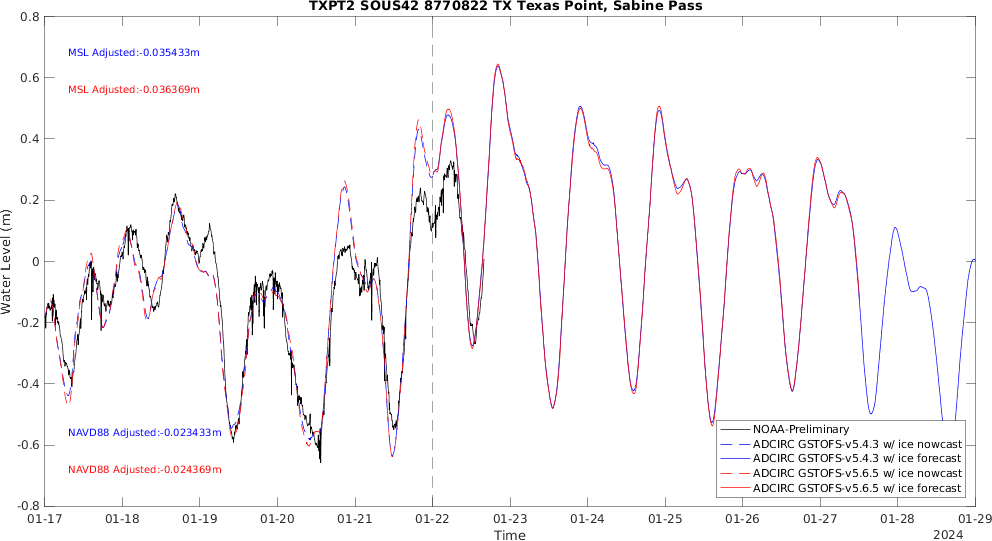 TXPT2 SOUS42 8770822 TX Texas Point, Sabine Pass
MSL Adjusted:-0.035433m
MSL Adjusted:-0.036369m
NAVD88 Adjusted:-0.023433m
NAVD88 Adjusted:-0.024369m
Water Level (m)
0.8
0.6
0.4
0.2
0
-0.2
-0.4
-0.6
-0.8
NOAA-Preliminary
ADCIRC GSTOFS-v5.4.3 w/ ice nowcast
ADCIRC GSTOFS-v5.4.3 w/ ice forecast
ADCIRC GSTOFS-v5.6.5 w/ ice nowcast
ADCIRC GSTOFS-v5.6.5 w/ ice forecast
01-17 01-18 01-19 01-20 01-21 01-22 01-23 01-24 01-25 01-26 01-27 01-28 01-29
Time
2024